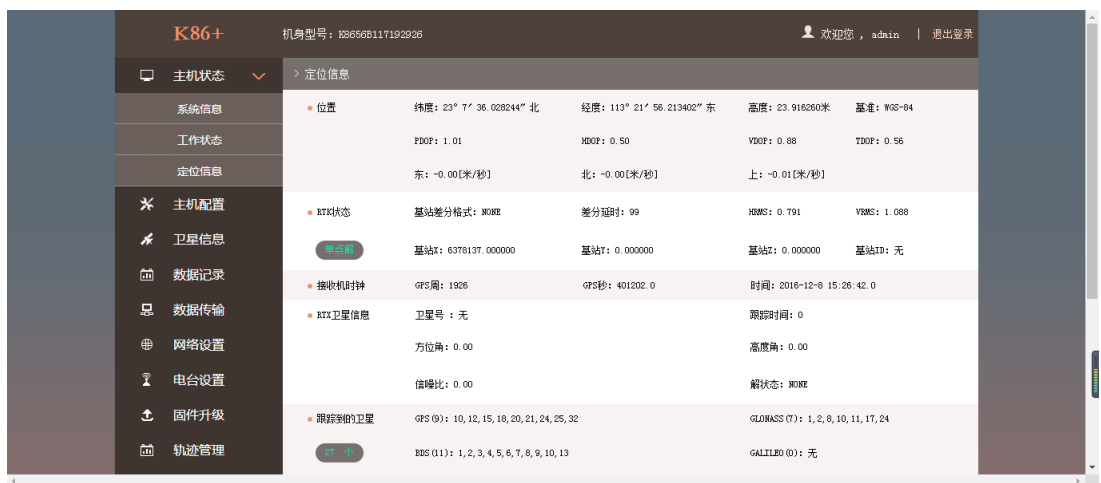 K86+ 机身型号: K8656B117192926 欢迎您 , admin | 退出登录
主机状态
系统信息
工作状态
定位信息
主机配置
卫星信息
数据记录
数据传输
网络设置
电台设置
固件升级
轨迹管理
> 定位信息
位置 纬度: 23° 7′ 36.028244″ 北 经度: 113° 21′ 56.213402″ 东 高度: 23.916260米 基准: WGS-84
PDOP: 1.01 HDOP: 0.50 VDOP: 0.88 TDOP: 0.56
东: -0.00[米/秒] 北: -0.00[米/秒] 上: -0.01[米/秒]
RTK状态 基站差分格式: NONE 差分延时: 99 HRMS: 0.791 VRMS: 1.088
单点解 基站X: 6378137.000000 基站Y: 0.000000 基站Z: 0.000000 基站ID: 无
接收机时钟 GPS周: 1926 GPS秒: 401202.0 时间: 2016-12-8 15:26:42.0
RTX卫星信息 卫星号 : 无 跟踪时间: 0
方位角: 0.00 高度角: 0.00
信噪比: 0.00 解状态: NONE
跟踪到的卫星 GPS(9): 10,12,15,18,20,21,24,25,32 GLONASS(7): 1,2,8,10,11,17,24
27 个 BDS(11): 1,2,3,4,5,6,7,8,9,10,13 GALILEO(0): 无